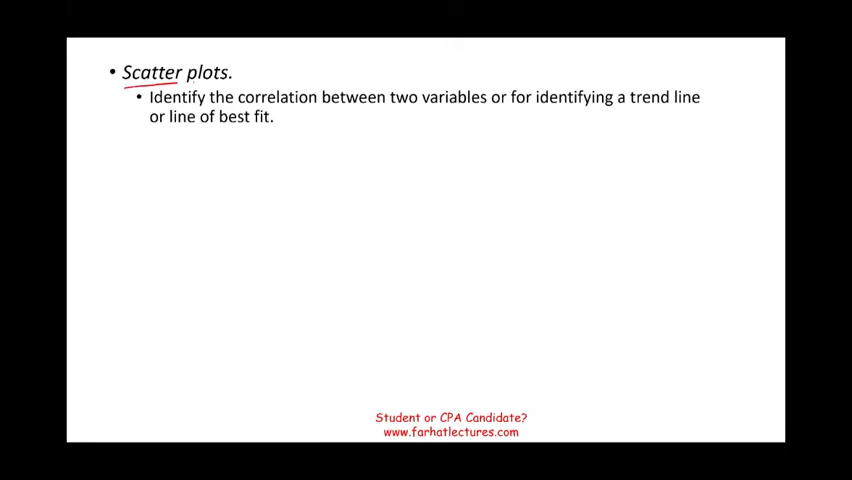 • Scatter plots.
• Identify the correlation between two variables or for identifying a trend line
or line of best fit.
Student or CPA Candidate?
www.farhatlectures.com